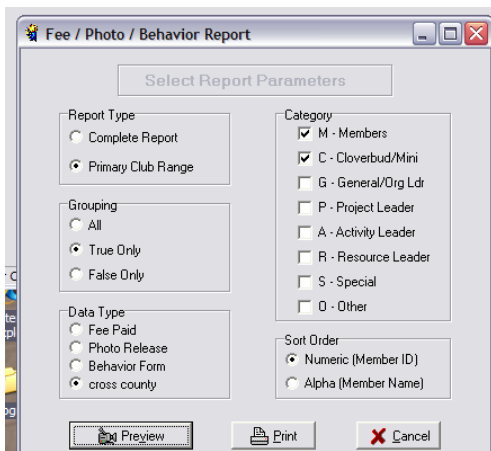 Fee / Photo / Behavior Report
Select Report Parameters
Report Type
Complete Report
Primary Club Range
Grouping
All
True Only
False Only
Data Type
Fee Paid
Photo Release
Behavior Form
cross county
Category
M - Members
C - Cloverbud/Mini
G - General/Org Ldr
P - Project Leader
A - Activity Leader
R - Resource Leader
S - Special
O - Other
Sort Order
Numeric (Member ID)
Alpha (Member Name)
Preview
Print
Cancel